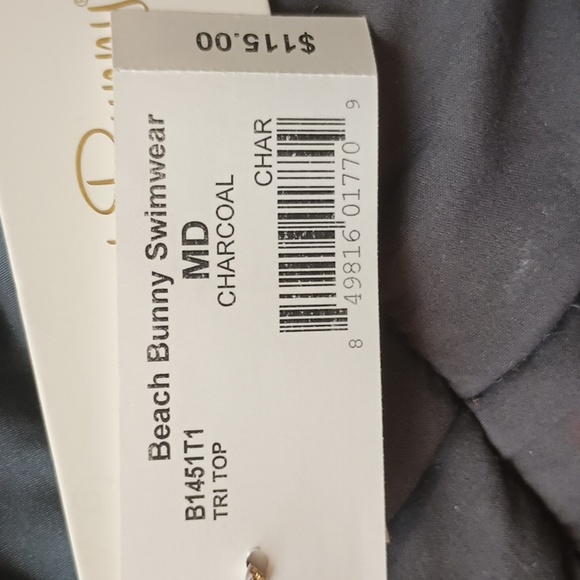 $115.00
Beach Bunny Swimwear
MD
CHARCOAL
CHAR
8 49816 01770 9
B1451T1
TRI TOP